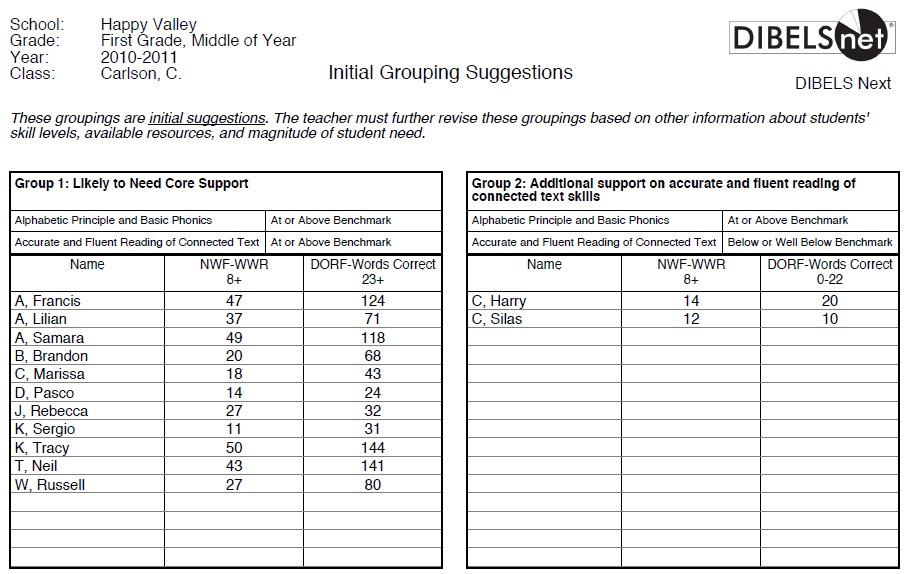 School: Happy Valley
Grade: First Grade, Middle of Year
Year: 2010-2011
Class: Carlson, C.
Initial Grouping Suggestions
DIBELSnet®
DIBELS Next
These groupings are initial suggestions. The teacher must further revise these groupings based on other information about students'
skill levels, available resources, and magnitude of student need.
Group 1: Likely to Need Core Support
Alphabetic Principle and Basic Phonics At or Above Benchmark
Accurate and Fluent Reading of Connected Text At or Above Benchmark
Name NWF-WWR DORF-Words Correct
8+ 23+
A, Francis 47 124
A, Lilian 37 71
A, Samara 49 118
B, Brandon 20 68
C, Marissa 18 43
D, Pasco 14 24
J, Rebecca 27 32
K, Sergio 11 31
K, Tracy 50 144
T, Neil 43 141
W, Russell 27 80
Group 2: Additional support on accurate and fluent reading of
connected text skills
Alphabetic Principle and Basic Phonics At or Above Benchmark
Accurate and Fluent Reading of Connected Text Below or Well Below Benchmark
Name NWF-WWR DORF-Words Correct
8+ 0-22
C, Harry 14 20
C, Silas 12 10